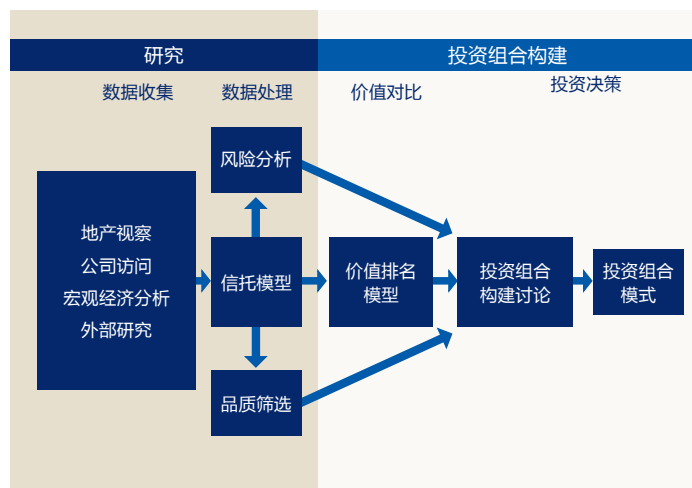 研究
投资组合构建
数据收集
数据处理
价值对比
投资决策
地产视察
公司访问
宏观经济分析
外部研究
风险分析
信托模型
品质筛选
价值排名
模型
投资组合
构建讨论
投资组合
模式